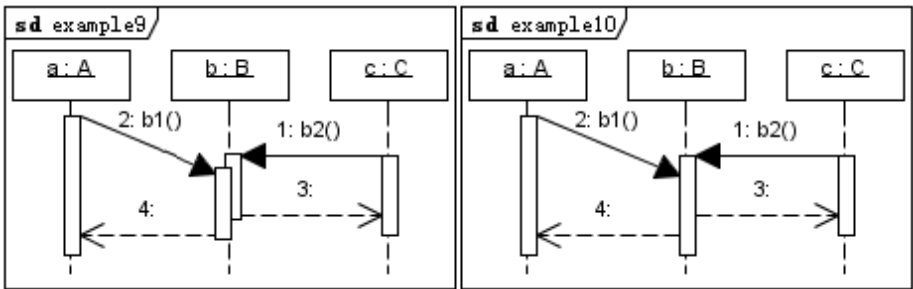 sd example9
a : A
b : B
c : C
2: b1()
1: b2()
3:
4:
sd example10
a : A
b : B
c : C
2: b1()
1: b2()
3:
4: